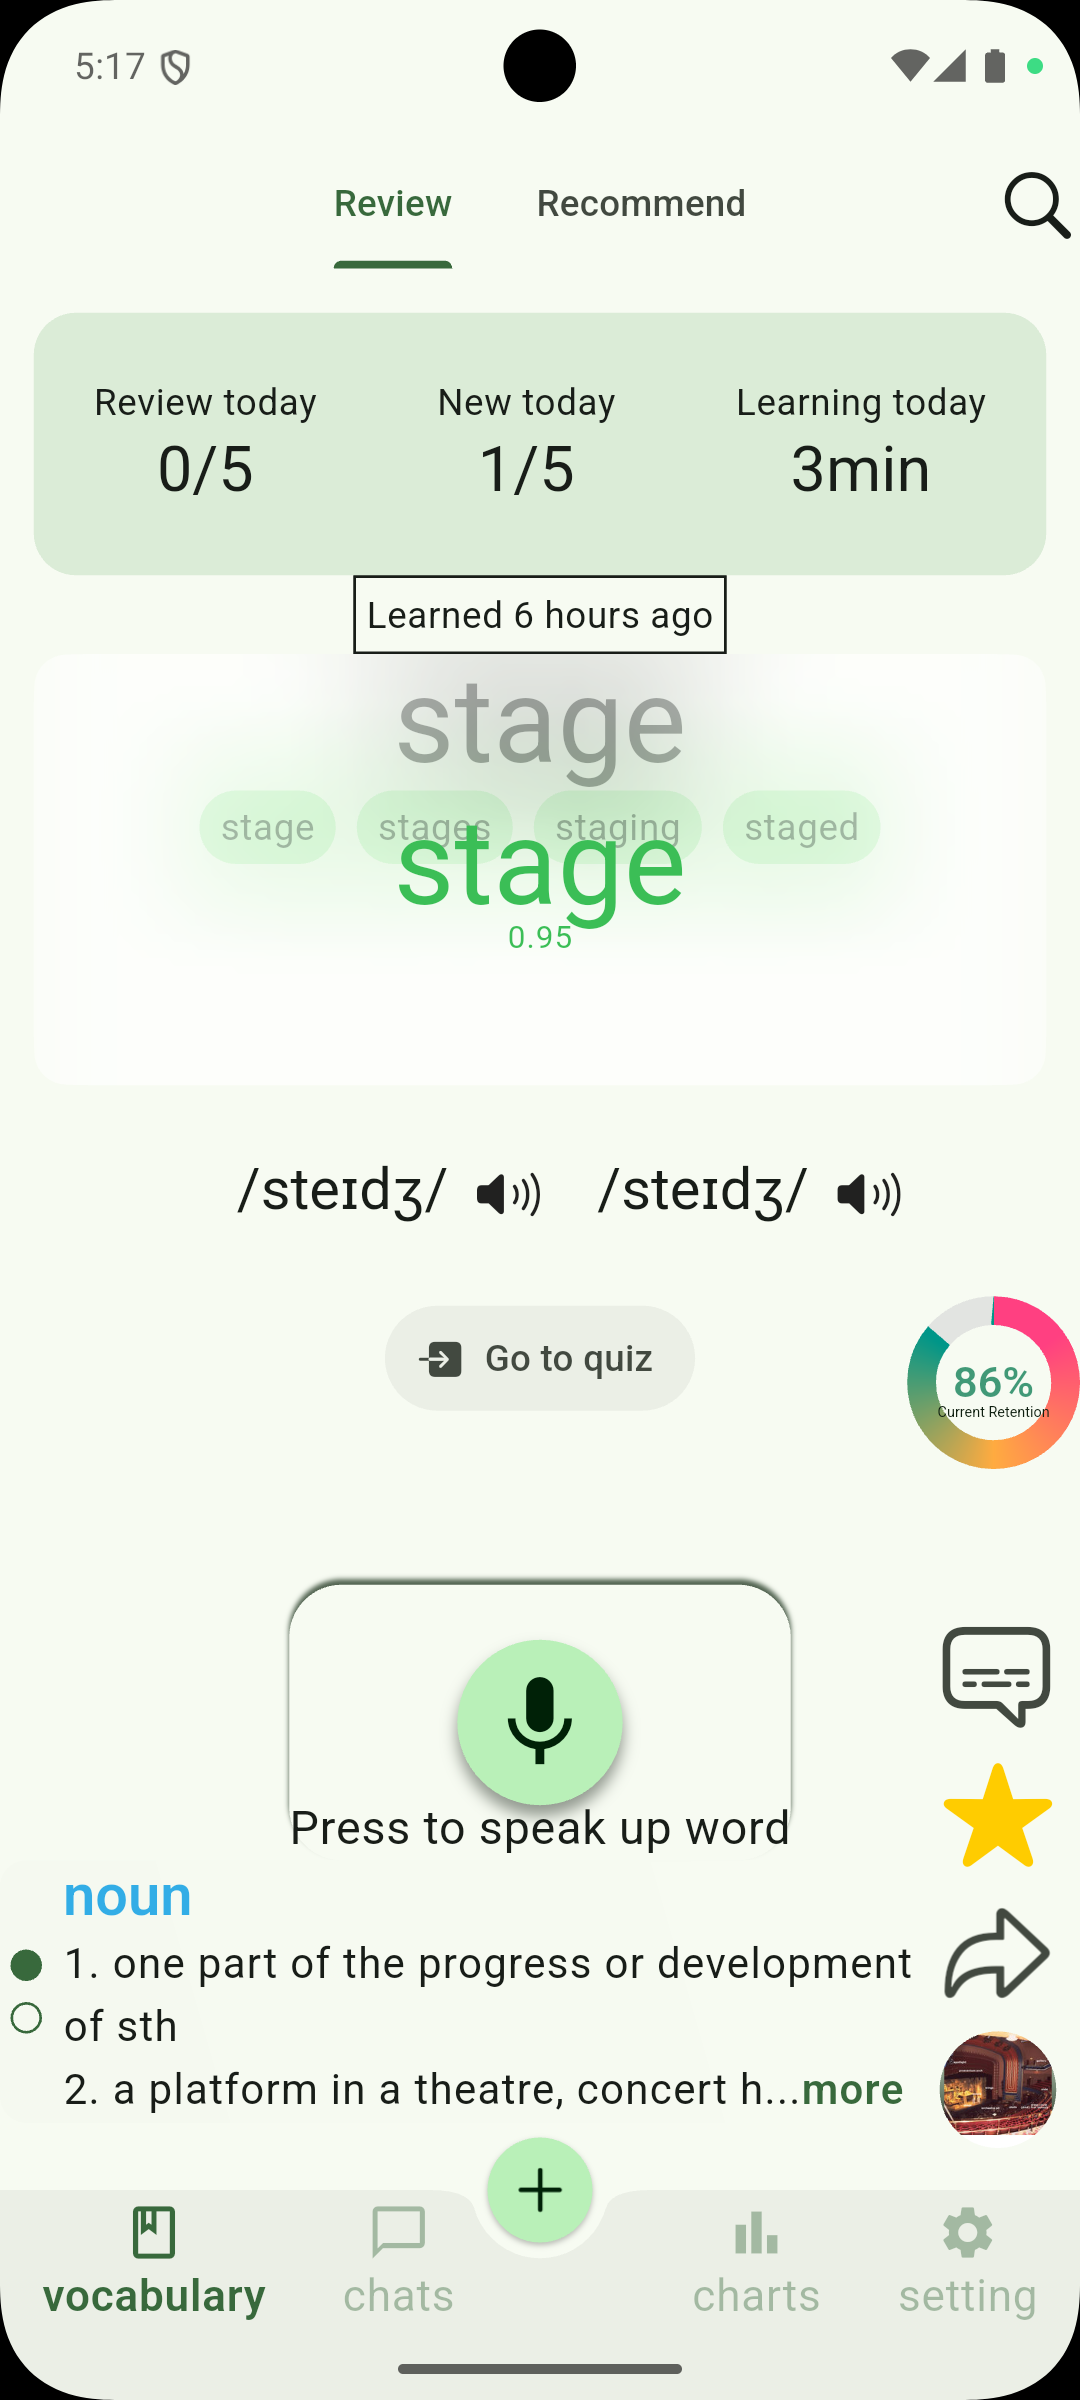 5:17
Review Recommend
Review today New today Learning today
0/5 1/5 3min
Learned 6 hours ago
stage
stage stages staging staged
stage
0.95
/steɪdʒ/ /steɪdʒ/
Go to quiz
86%
Current Retention
Press to speak up word
noun
1. one part of the progress or development
of sth
2. a platform in a theatre, concert h...more
vocabulary chats charts setting